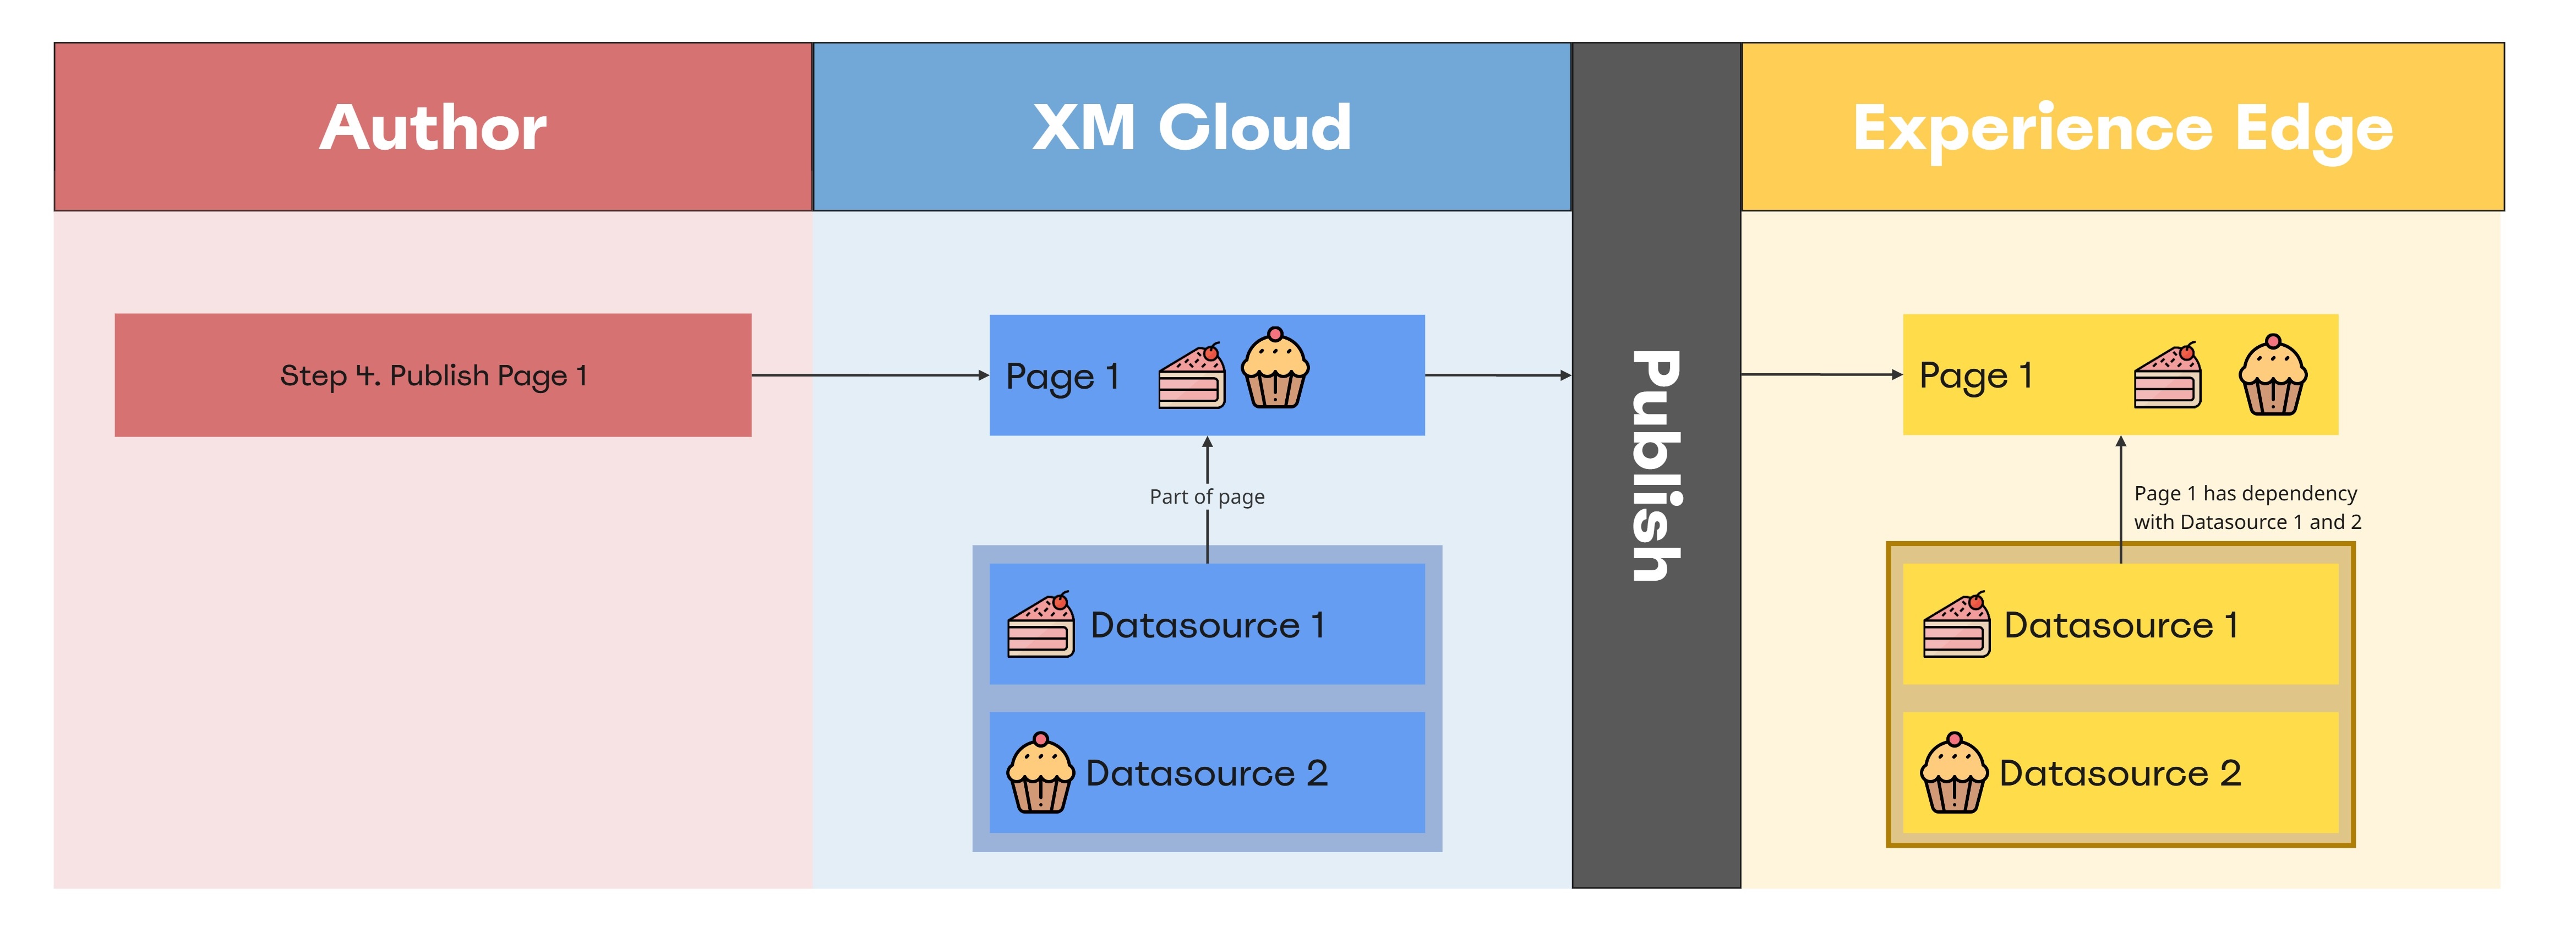 Author
XM Cloud
Publish
Experience Edge
Step 4. Publish Page 1
Page 1
Part of page
Datasource 1
Datasource 2
Page 1
Page 1 has dependency
with Datasource 1 and 2
Datasource 1
Datasource 2